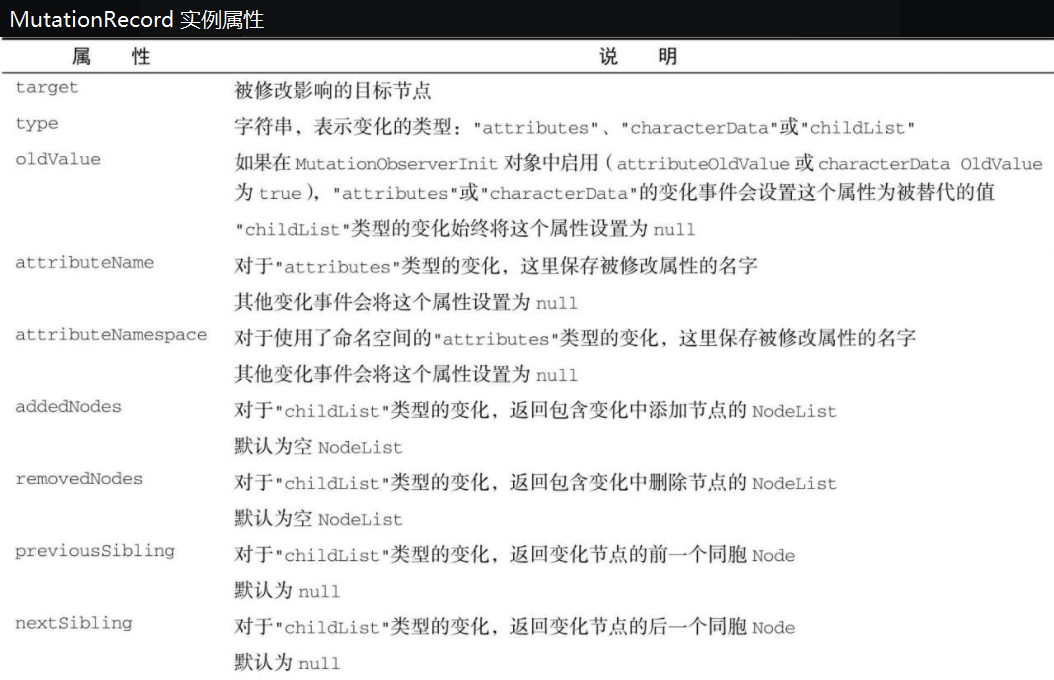 MutationRecord 实例属性
属 性 说 明
target 被修改影响的目标节点
type 字符串，表示变化的类型："attributes"、"characterData"或"childList"
oldValue 如果在 MutationObserverInit 对象中启用（attributeOldValue 或 characterData OldValue
为 true），"attributes"或"characterData"的变化事件会设置这个属性为被替代的值
"childList"类型的变化始终将这个属性设置为 null
attributeName 对于"attributes"类型的变化，这里保存被修改属性的名字
其他变化事件会将这个属性设置为 null
attributeNamespace 对于使用了命名空间的"attributes"类型的变化，这里保存被修改属性的名字
其他变化事件会将这个属性设置为 null
addedNodes 对于"childList"类型的变化，返回包含变化中添加节点的 NodeList
默认为空 NodeList
removedNodes 对于"childList"类型的变化，返回包含变化中删除节点的 NodeList
默认为空 NodeList
previousSibling 对于"childList"类型的变化，返回变化节点的前一个同胞 Node
默认为 null
nextSibling 对于"childList"类型的变化，返回变化节点的后一个同胞 Node
默认为 null